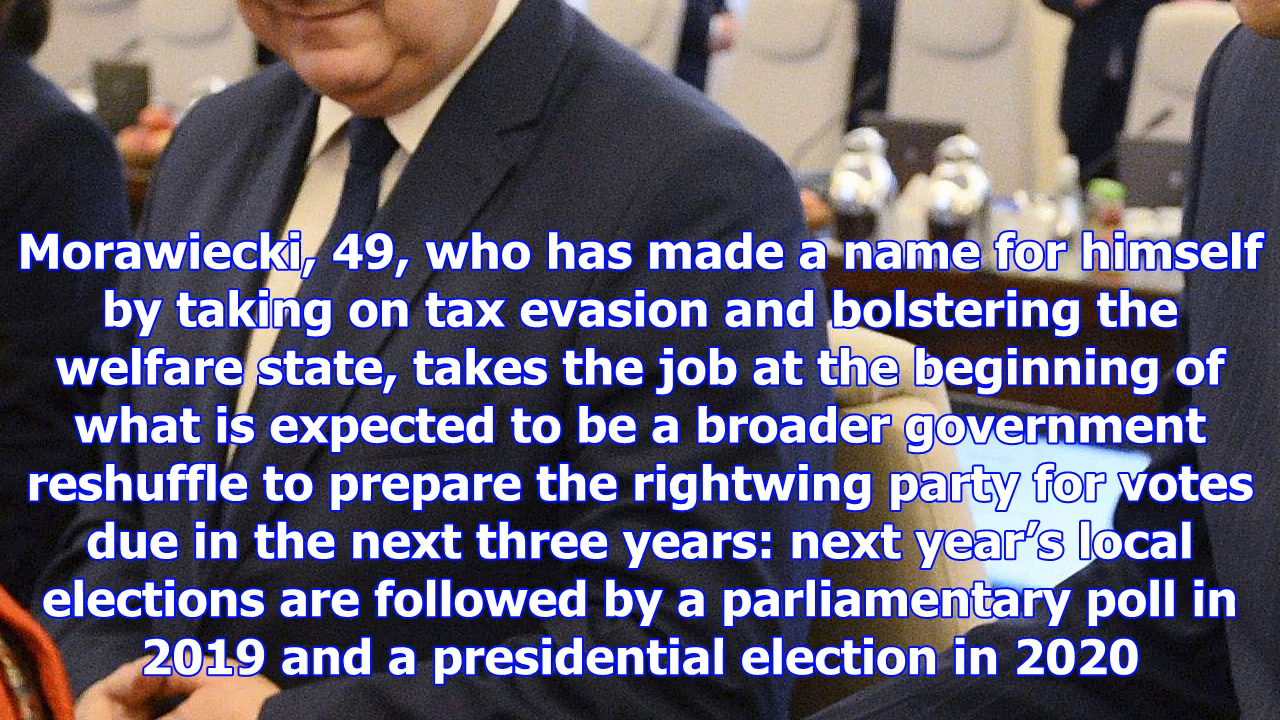 Morawiecki, 49, who has made a name for himself
by taking on tax evasion and bolstering the
welfare state, takes the job at the beginning of
what is expected to be a broader government
reshuffle to prepare the rightwing party for votes
due in the next three years: next year’s local
elections are followed by a parliamentary poll in
2019 and a presidential election in 2020